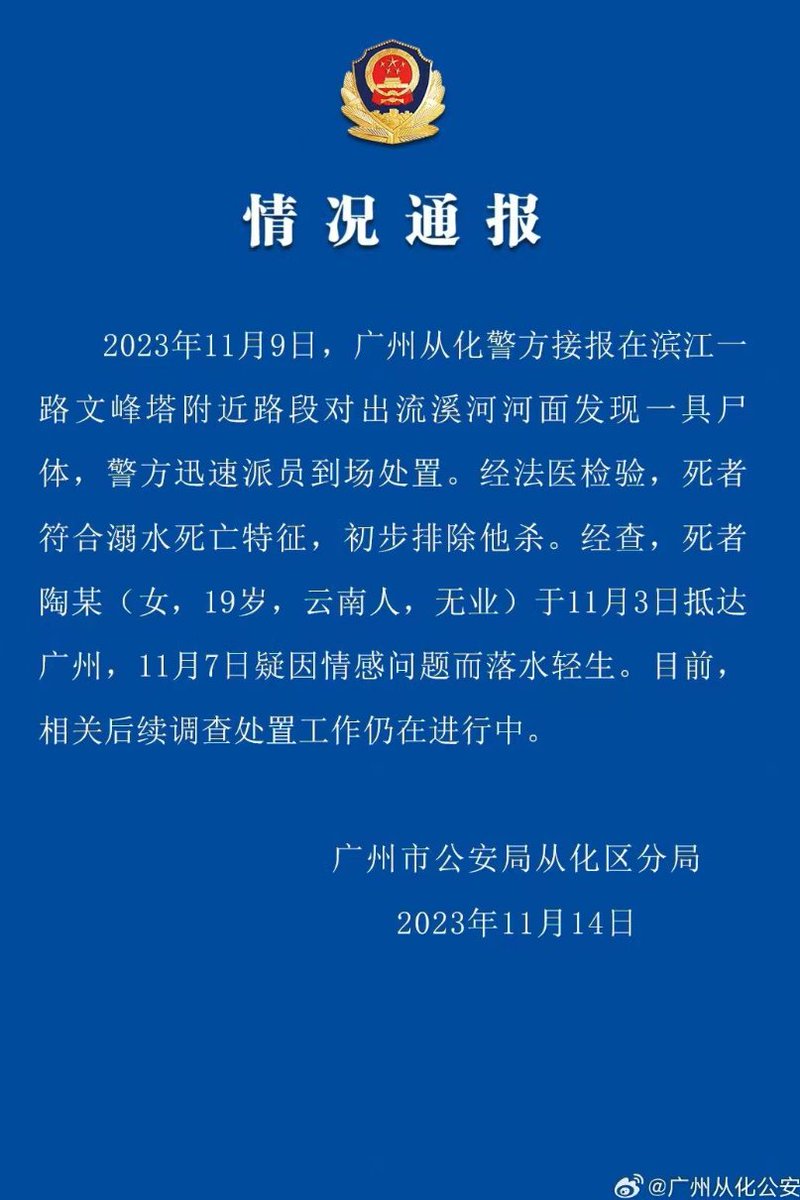 情况通报
2023年11月9日，广州从化警方接报在滨江一
路文峰塔附近路段对出流溪河河面发现一具尸
体，警方迅速派员到场处置。经法医检验，死者
符合溺水死亡特征，初步排除他杀。经查，死者
陶某（女，19岁，云南人，无业）于11月3日抵达
广州，11月7日疑因情感问题而落水轻生。目前，
相关后续调查处置工作仍在进行中。
广州市公安局从化区分局
2023年11月14日
@广州从化公安